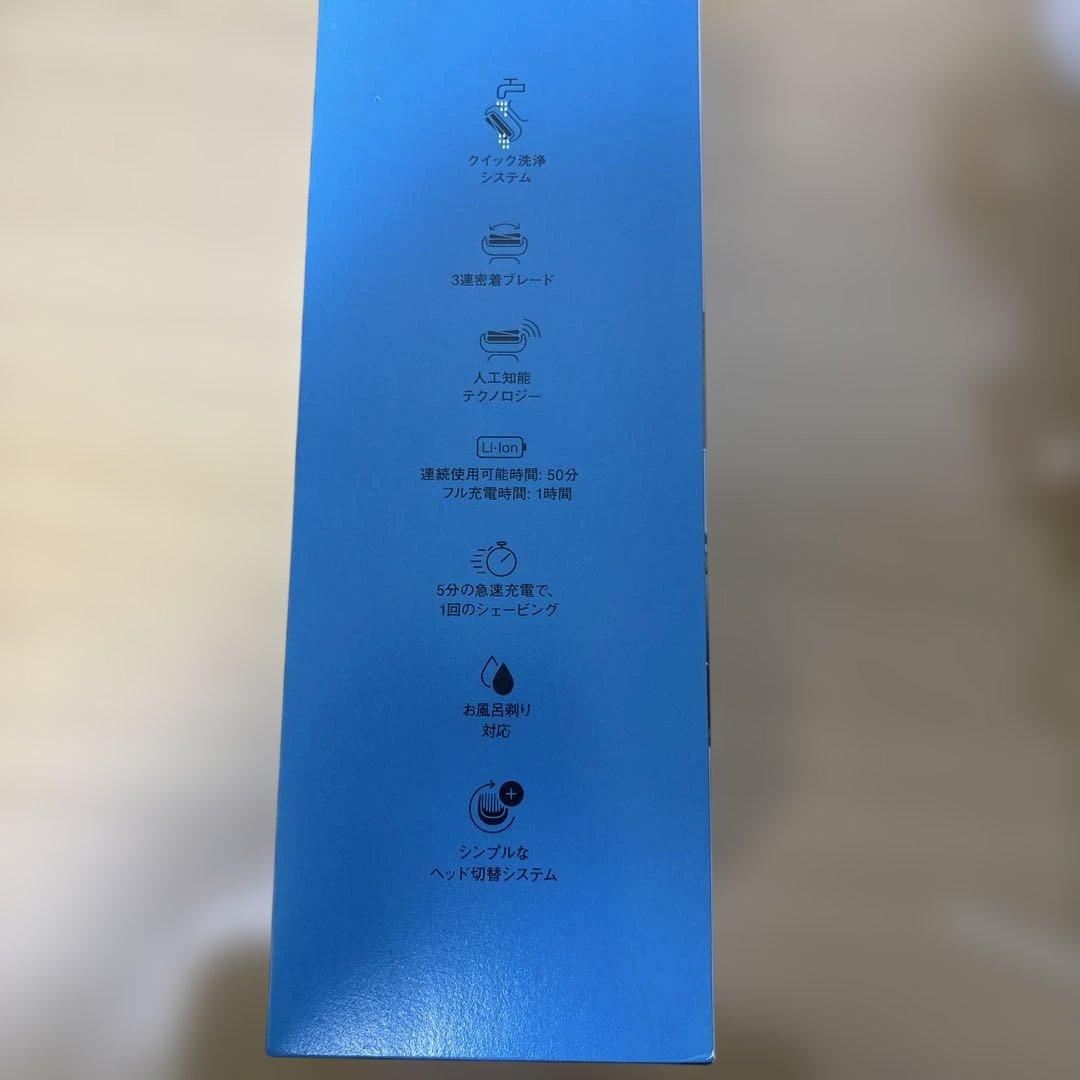 クイック洗浄
システム
3連密着ブレード
人工知能
テクノロジー
Li-Ion
連続使用可能時間: 50分
フル充電時間: 1時間
5分の急速充電で、
1回のシェービング
お風呂剃り
対応
シンプルな
ヘッド切替システム